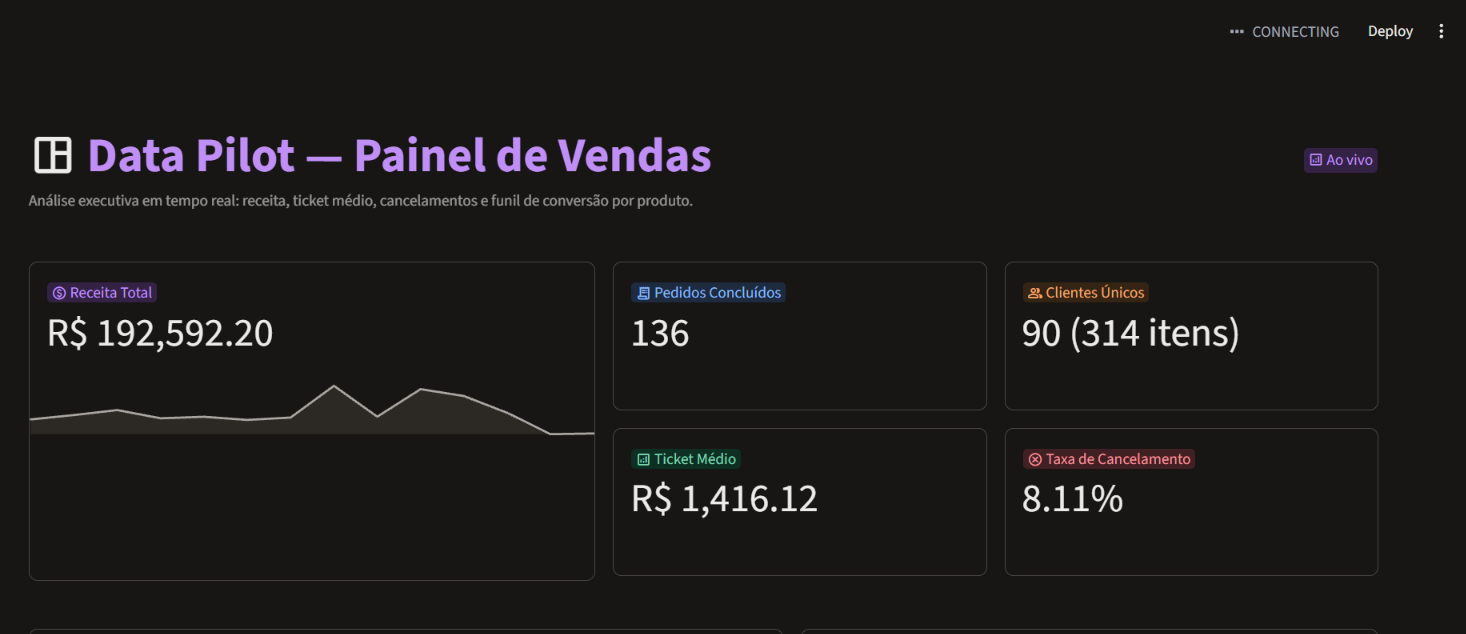 CONNECTING
Deploy
Data Pilot — Painel de Vendas
Ao vivo
Análise executiva em tempo real: receita, ticket médio, cancelamentos e funil de conversão por produto.
Receita Total
R$ 192,592.20
Pedidos Concluídos
136
Clientes Únicos
90 (314 itens)
Ticket Médio
R$ 1,416.12
Taxa de Cancelamento
8.11%